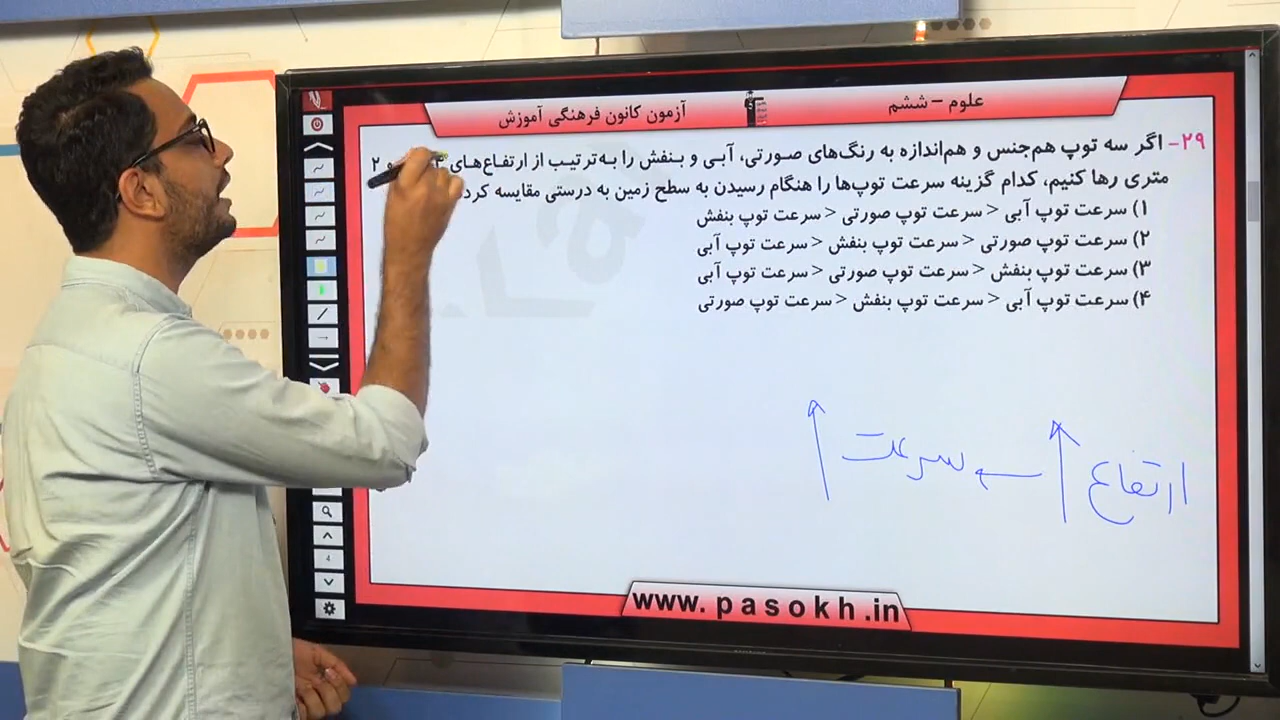 علوم – ششم
آزمون کانون فرهنگی آموزش
۲۹- اگر سه توپ هم‌جنس و هم‌اندازه به رنگ‌های صورتی، آبی و بنفش را به‌ترتیب از ارتفاع‌های و ۲
متری رها کنیم، کدام گزینه سرعت توپ‌ها را هنگام رسیدن به سطح زمین به درستی مقایسه کرد
۱) سرعت توپ آبی < سرعت توپ صورتی < سرعت توپ بنفش
۲) سرعت توپ صورتی < سرعت توپ بنفش < سرعت توپ آبی
۳) سرعت توپ بنفش < سرعت توپ صورتی < سرعت توپ آبی
۴) سرعت توپ آبی < سرعت توپ بنفش < سرعت توپ صورتی
ارتفاع ↑ ← سرعت ↑
www.pasokh.in
۴